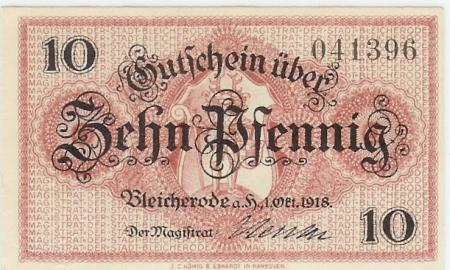 10
041396
Gutschein über
Zehn Pfennig
Bleicherode a. H., 1. Okt. 1918.
Der Magistrat
10
J. C. KÖNIG & EBHARDT IN HANNOVER.